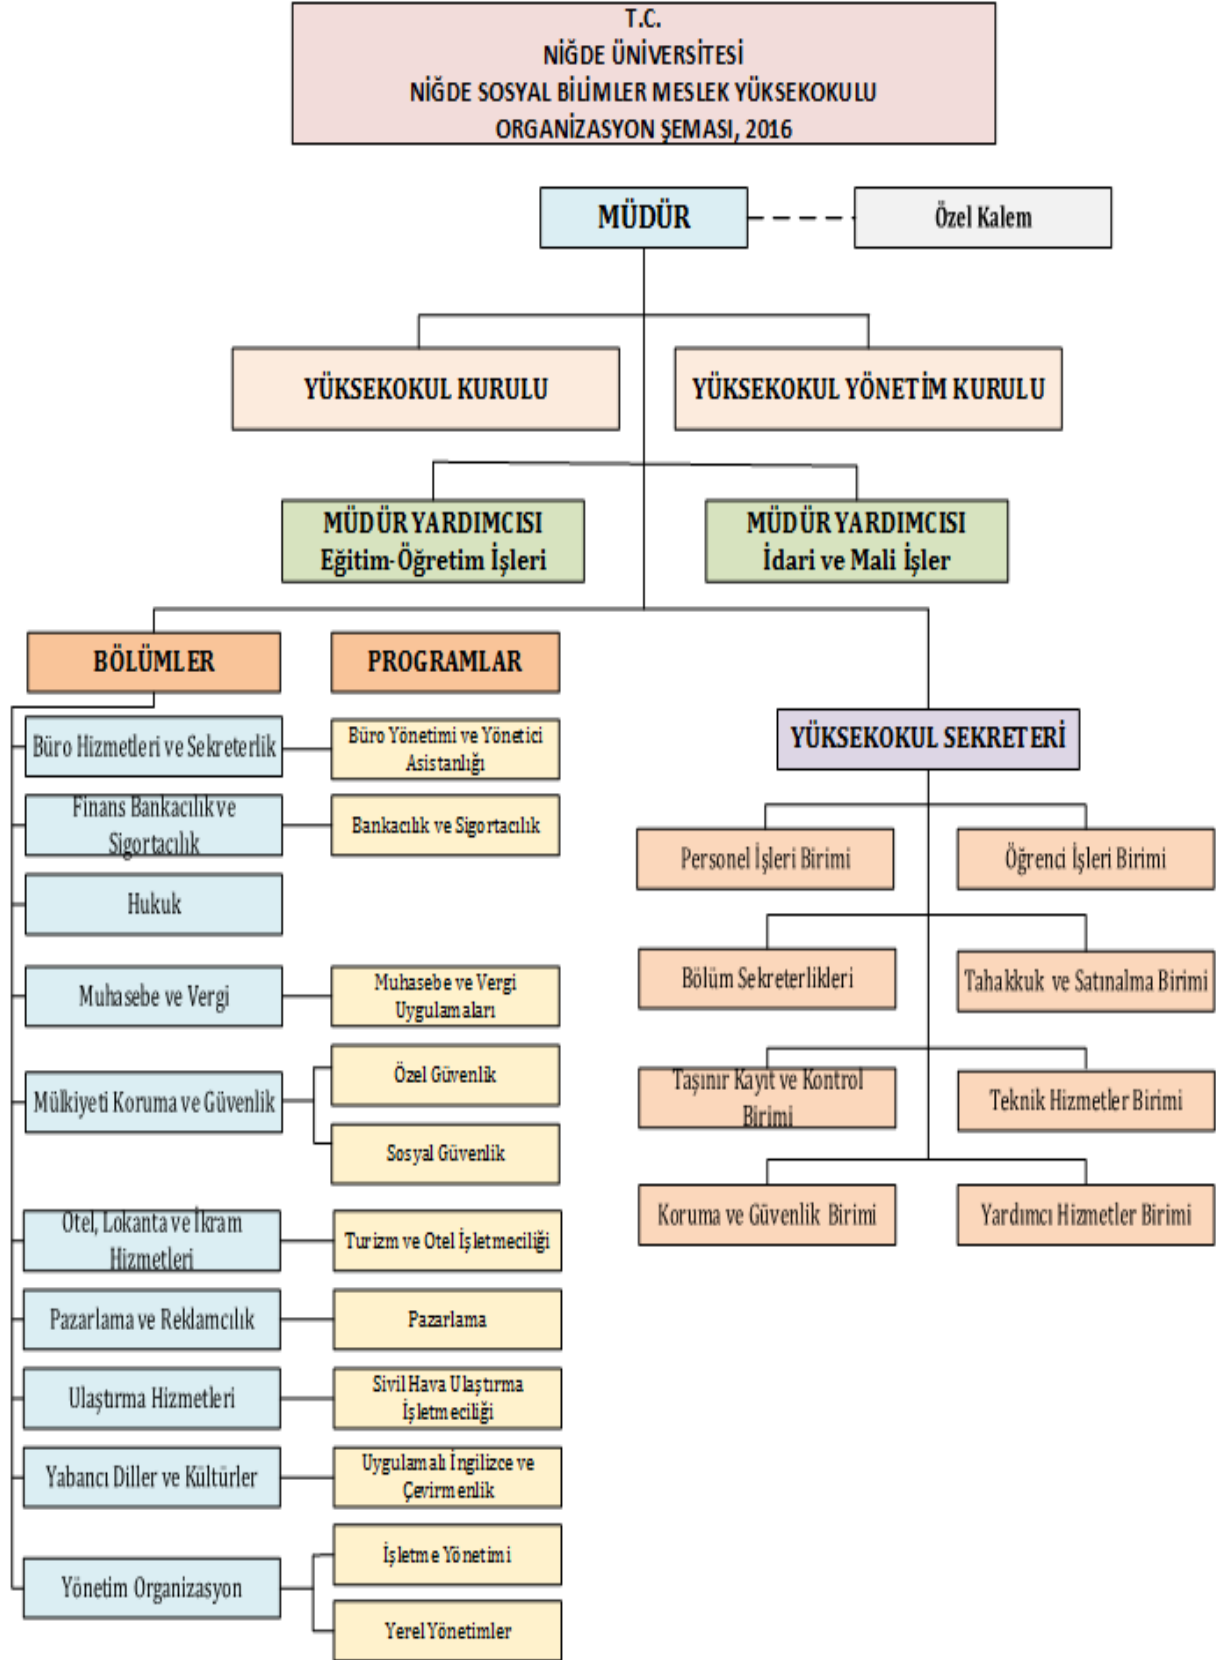 T.C.
NİĞDE ÜNİVERSİTESİ
NİĞDE SOSYAL BİLİMLER MESLEK YÜKSEKOKULU
ORGANİZASYON ŞEMASI, 2016
MÜDÜR
Özel Kalem
YÜKSEKOKUL KURULU
YÜKSEKOKUL YÖNETİM KURULU
MÜDÜR YARDIMCISI
Eğitim-Öğretim İşleri
MÜDÜR YARDIMCISI
İdari ve Mali İşler
BÖLÜMLER
PROGRAMLAR
Büro Hizmetleri ve Sekreterlik
Büro Yönetimi ve Yönetici
Asistanlığı
Finans Bankacılık ve
Sigortacılık
Bankacılık ve Sigortacılık
Hukuk
Muhasebe ve Vergi
Muhasebe ve Vergi
Uygulamaları
Mülkiyeti Koruma ve Güvenlik
Özel Güvenlik
Sosyal Güvenlik
Otel, Lokanta ve İkram
Hizmetleri
Turizm ve Otel İşletmeciliği
Pazarlama ve Reklamcılık
Pazarlama
Ulaştırma Hizmetleri
Sivil Hava Ulaştırma
İşletmeciliği
Yabancı Diller ve Kültürler
Uygulamalı İngilizce ve
Çevirmenlik
Yönetim Organizasyon
İşletme Yönetimi
Yerel Yönetimler
YÜKSEKOKUL SEKRETERİ
Personel İşleri Birimi
Öğrenci İşleri Birimi
Bölüm Sekreterlikleri
Tahakkuk ve Satınalma Birimi
Taşınır Kayıt ve Kontrol
Birimi
Teknik Hizmetler Birimi
Koruma ve Güvenlik Birimi
Yardımcı Hizmetler Birimi